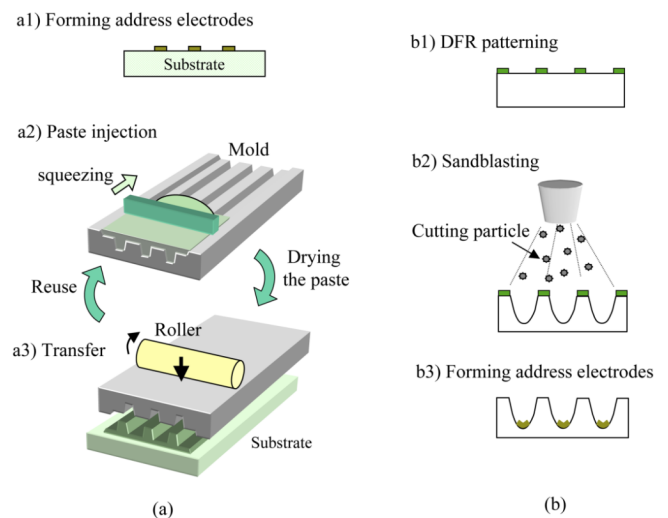 a1) Forming address electrodes
Substrate
a2) Paste injection
Mold
squeezing
Drying
the paste
Reuse
Roller
a3) Transfer
Substrate
(a)
b1) DFR patterning
b2) Sandblasting
Cutting particle
b3) Forming address electrodes
(b)